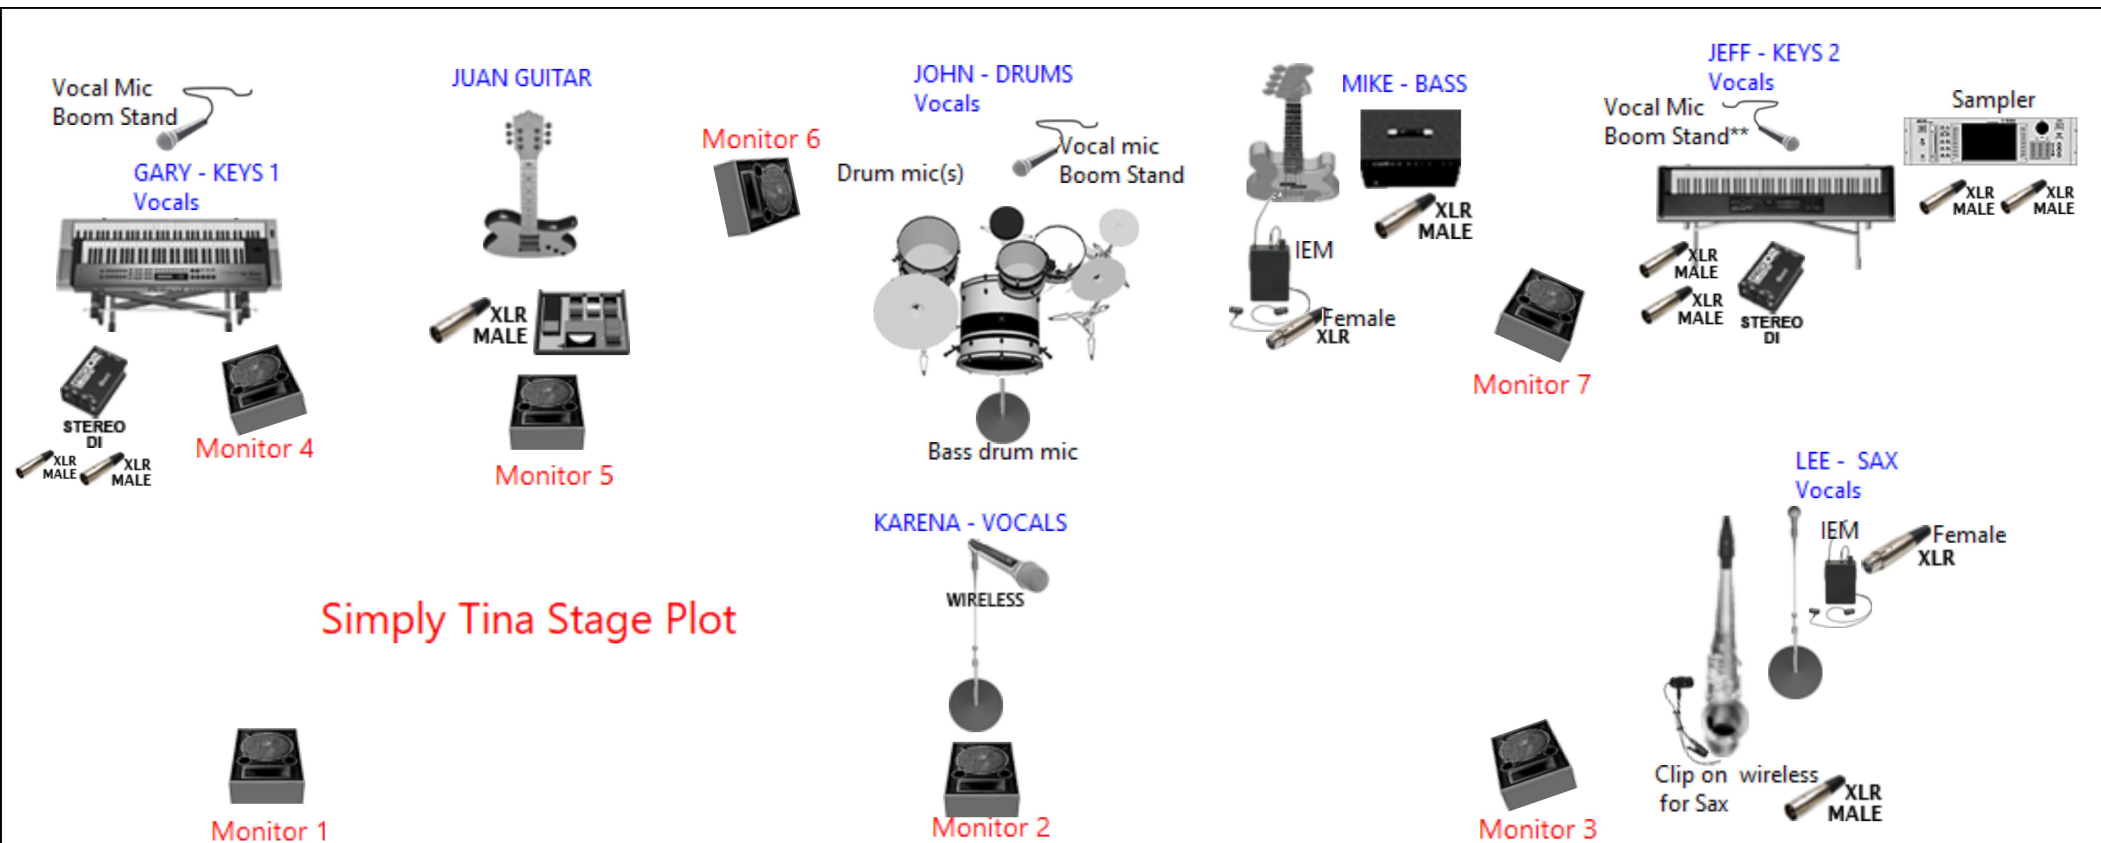 Vocal Mic
Boom Stand
GARY - KEYS 1
Vocals
STEREO
DI
XLR
MALE
XLR
MALE
Monitor 4
JUAN GUITAR
XLR
MALE
Monitor 5
Monitor 6
JOHN - DRUMS
Vocals
Drum mic(s)
Vocal mic
Boom Stand
Bass drum mic
MIKE - BASS
XLR
MALE
IEM
Female
XLR
Monitor 7
JEFF - KEYS 2
Vocals
Vocal Mic
Boom Stand**
Sampler
XLR
MALE
XLR
MALE
XLR
MALE
XLR
MALE
STEREO
DI
KARENA - VOCALS
WIRELESS
LEE - SAX
Vocals
IEM
Female
XLR
Clip on wireless
for Sax
XLR
MALE
Simply Tina Stage Plot
Monitor 1
Monitor 2
Monitor 3